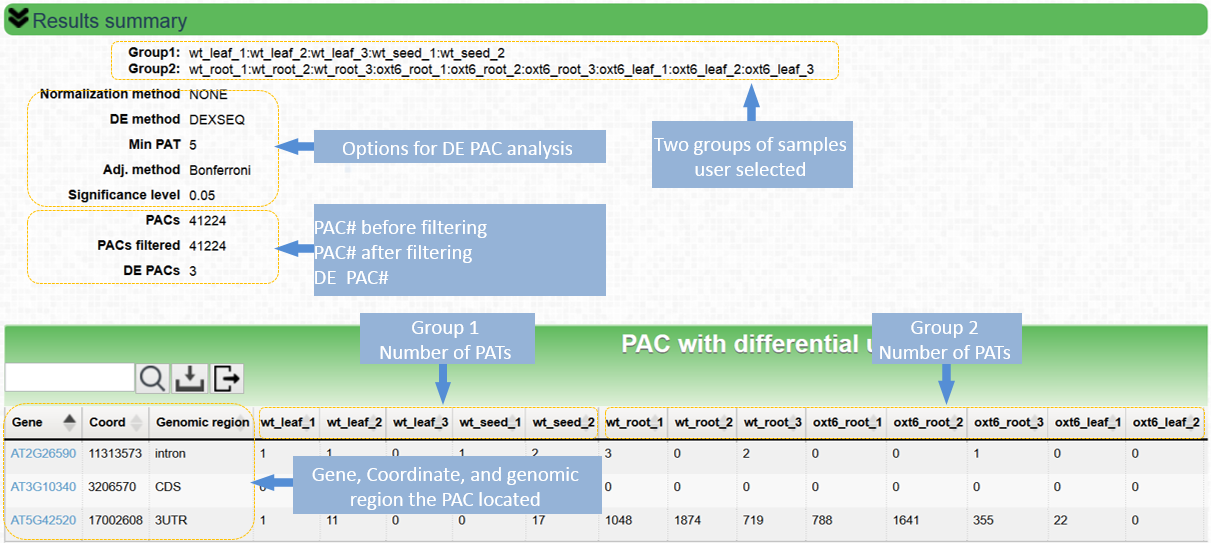 Results summary
Group1: wt_leaf_1:wt_leaf_2:wt_leaf_3:wt_seed_1:wt_seed_2
Group2: wt_root_1:wt_root_2:wt_root_3:oxt6_root_1:oxt6_root_2:oxt6_root_3:oxt6_leaf_1:oxt6_leaf_2:oxt6_leaf_3
Normalization method NONE
DE method DEXSEQ
Min PAT 5
Adj. method Bonferroni
Significance level 0.05
Options for DE PAC analysis
Two groups of samples
user selected
PACs 41224
PACs filtered 41224
DE PACs 3
PAC# before filtering
PAC# after filtering
DE PAC#
Group 1
Number of PATs
PAC with differential
Group 2
Number of PATs
Gene Coord Genomic region wt_leaf_1 wt_leaf_2 wt_leaf_3 wt_seed_1 wt_seed_2 wt_root_1 wt_root_2 wt_root_3 oxt6_root_1 oxt6_root_2 oxt6_root_3 oxt6_leaf_1 oxt6_leaf_2
AT2G26590 11313573 intron 1 1 0 1 2 3 0 2 0 0 1 0 0
Gene, Coordinate, and genomic
region the PAC located
AT3G10340 3206570 CDS 0 0 0 0 0 0 0 0 0
AT5G42520 17002608 3UTR 1 11 0 0 17 1048 1874 719 788 1641 355 22 0